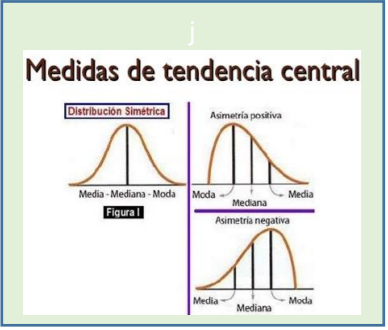 j
Medidas de tendencia central
Distribución Simétrica
Media - Mediana - Moda
Figura I
Asimetría positiva
Moda
Mediana
Media
Asimetría negativa
Media
Mediana
Moda